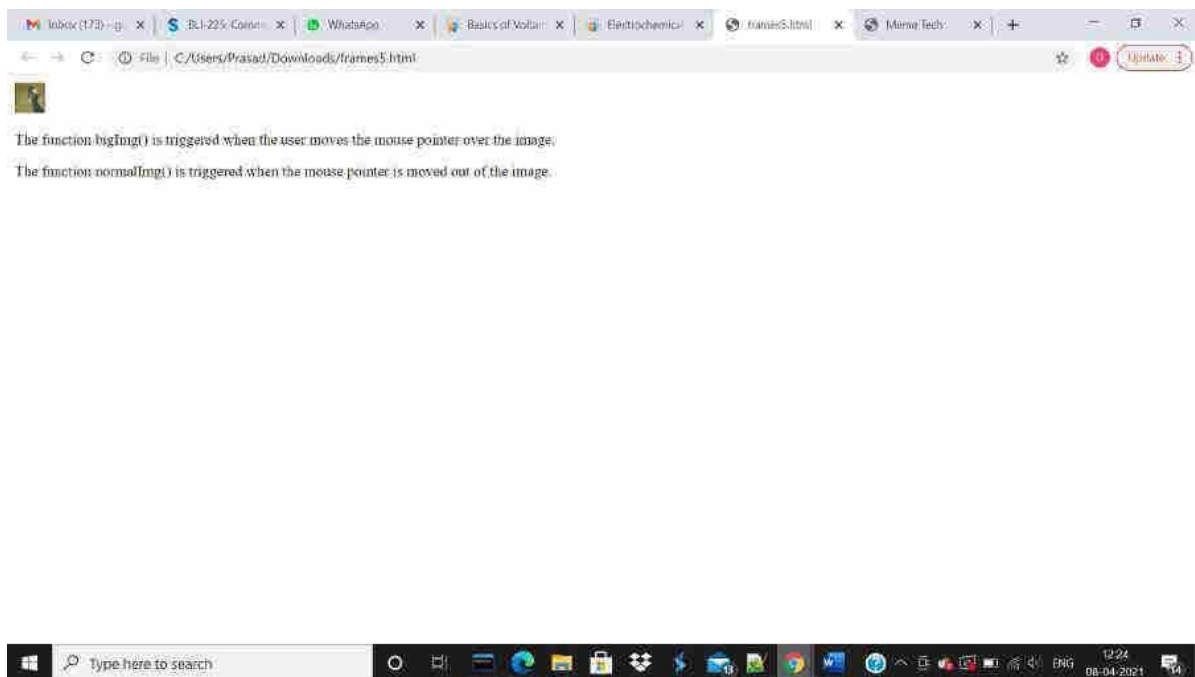 Inbox (173) - g
BLI-225: Comm
WhatsApp
Basics of Voltam
Electrochemical
frames5.html
Meme Tech
File | C:/Users/Prasad/Downloads/frames5.html
Update
The function bigImg() is triggered when the user moves the mouse pointer over the image.
The function normalImg() is triggered when the mouse pointer is moved out of the image.
Type here to search
ENG
12:24
08-04-2021